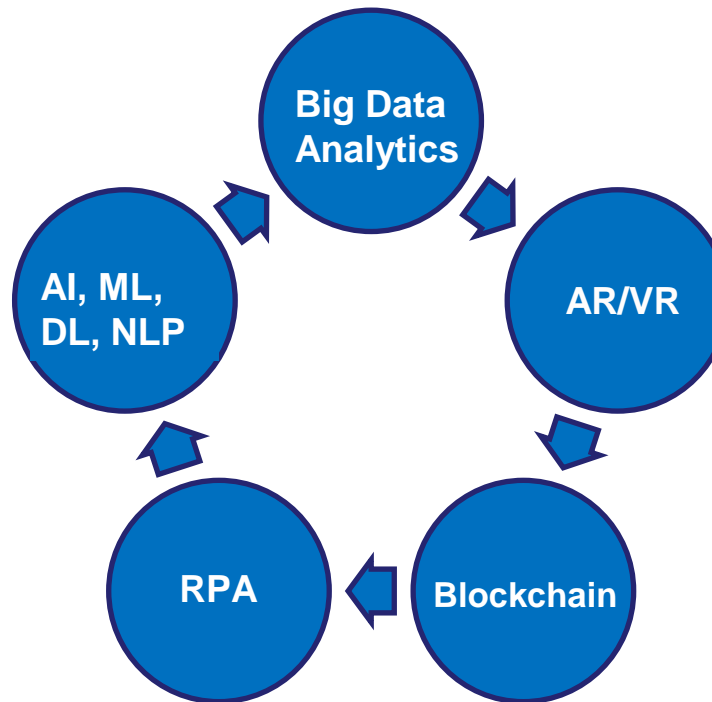 Big Data
Analytics
AR/VR
Blockchain
RPA
AI, ML,
DL, NLP